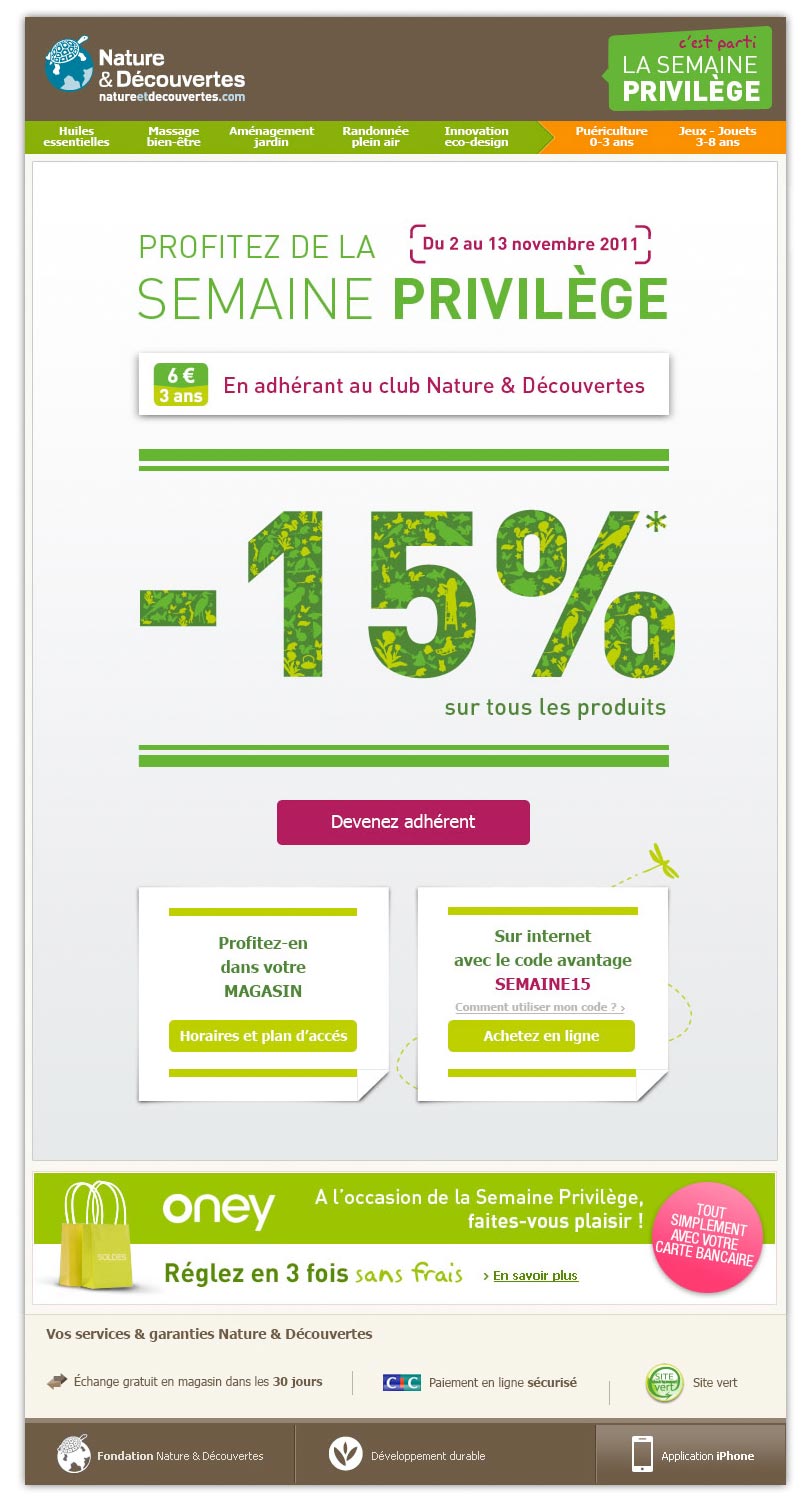 Nature
& Découvertes
natureetdecouvertes.com
c'est parti
LA SEMAINE
PRIVILÈGE
Huiles
essentielles
Massage
bien-être
Aménagement
jardin
Randonnée
plein air
Innovation
eco-design
Puériculture
0-3 ans
Jeux - Jouets
3-8 ans
PROFITEZ DE LA
Du 2 au 13 novembre 2011
SEMAINE PRIVILÈGE
6 €
3 ans
En adhérant au club Nature & Découvertes
-15%*
sur tous les produits
Devenez adhérent
Profitez-en
dans votre
MAGASIN
Horaires et plan d'accés
Sur internet
avec le code avantage
SEMAINE15
Comment utiliser mon code ? ›
Achetez en ligne
SOLDES
oney
A l'occasion de la Semaine Privilège,
faites-vous plaisir !
Réglez en 3 fois sans frais
› En savoir plus
TOUT
SIMPLEMENT
AVEC VOTRE
CARTE BANCAIRE
Vos services & garanties Nature & Découvertes
Échange gratuit en magasin dans les 30 jours
CIC
Paiement en ligne sécurisé
SITE
vert
Site vert
Fondation Nature & Découvertes
Développement durable
Application iPhone